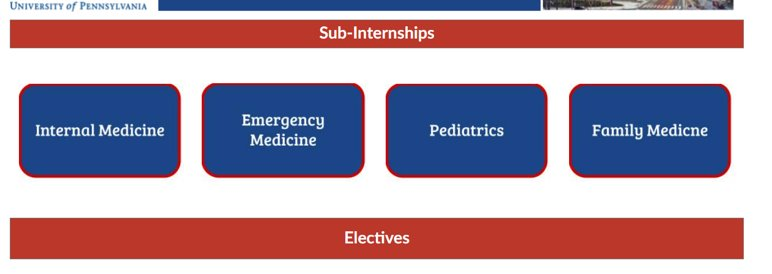 UNIVERSITY of PENNSYLVANIA
Sub-Internships
Internal Medicine
Emergency
Medicine
Pediatrics
Family Medicne
Electives